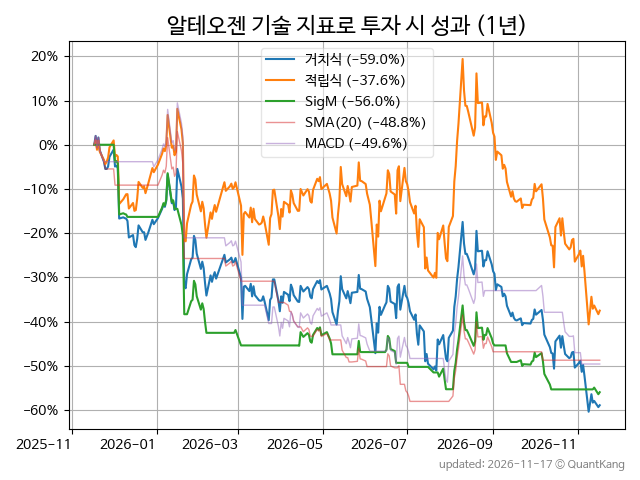 알테오젠 기술 지표로 투자 시 성과 (1년)
거치식 (−59.0%)
적립식 (−37.6%)
SigM (−56.0%)
SMA(20) (−48.8%)
MACD (−49.6%)
20%
10%
0%
−10%
−20%
−30%
−40%
−50%
−60%
2025-11 2026-01 2026-03 2026-05 2026-07 2026-09 2026-11
updated: 2026-11-17 © QuantKang